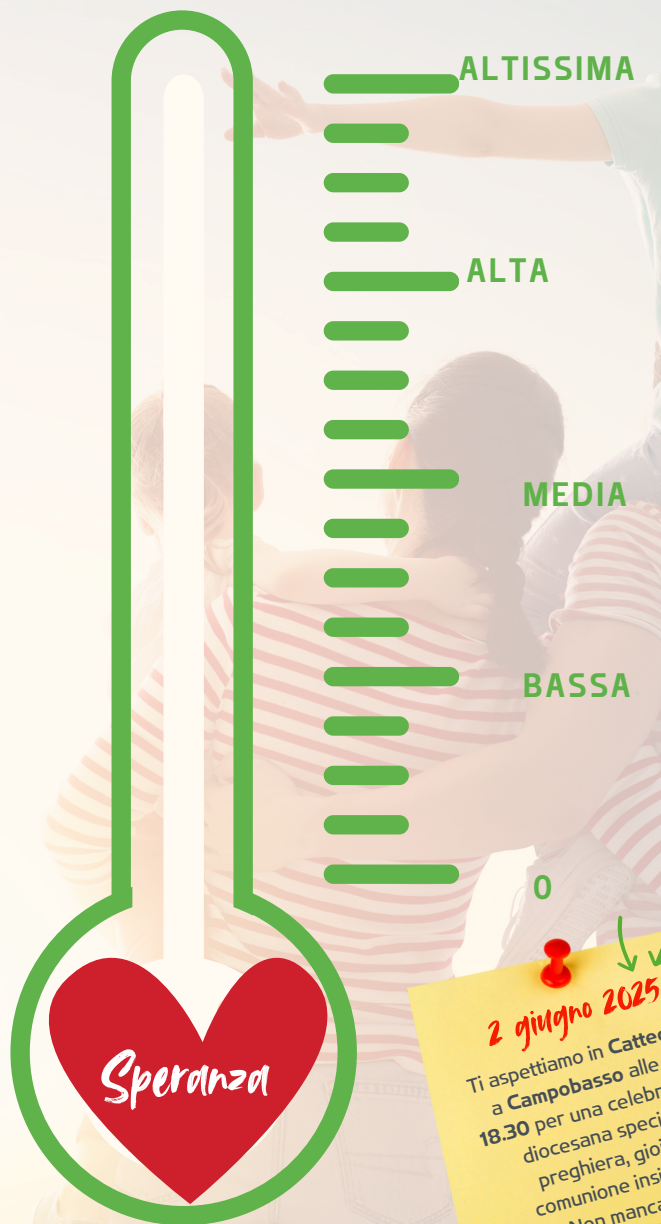 ALTISSIMA
ALTA
MEDIA
BASSA
0
Speranza
2 giugno 2025
Ti aspettiamo in
a Campobasso alle
18.30 per una
diocesana
preghiera,
comunione
Non